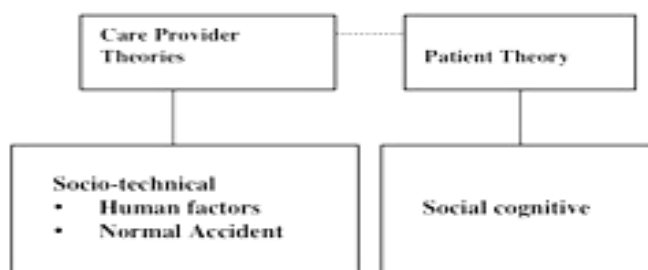 Care Provider
Theories
Patient Theory
Socio-technical
• Human factors
• Normal Accident
Social cognitive